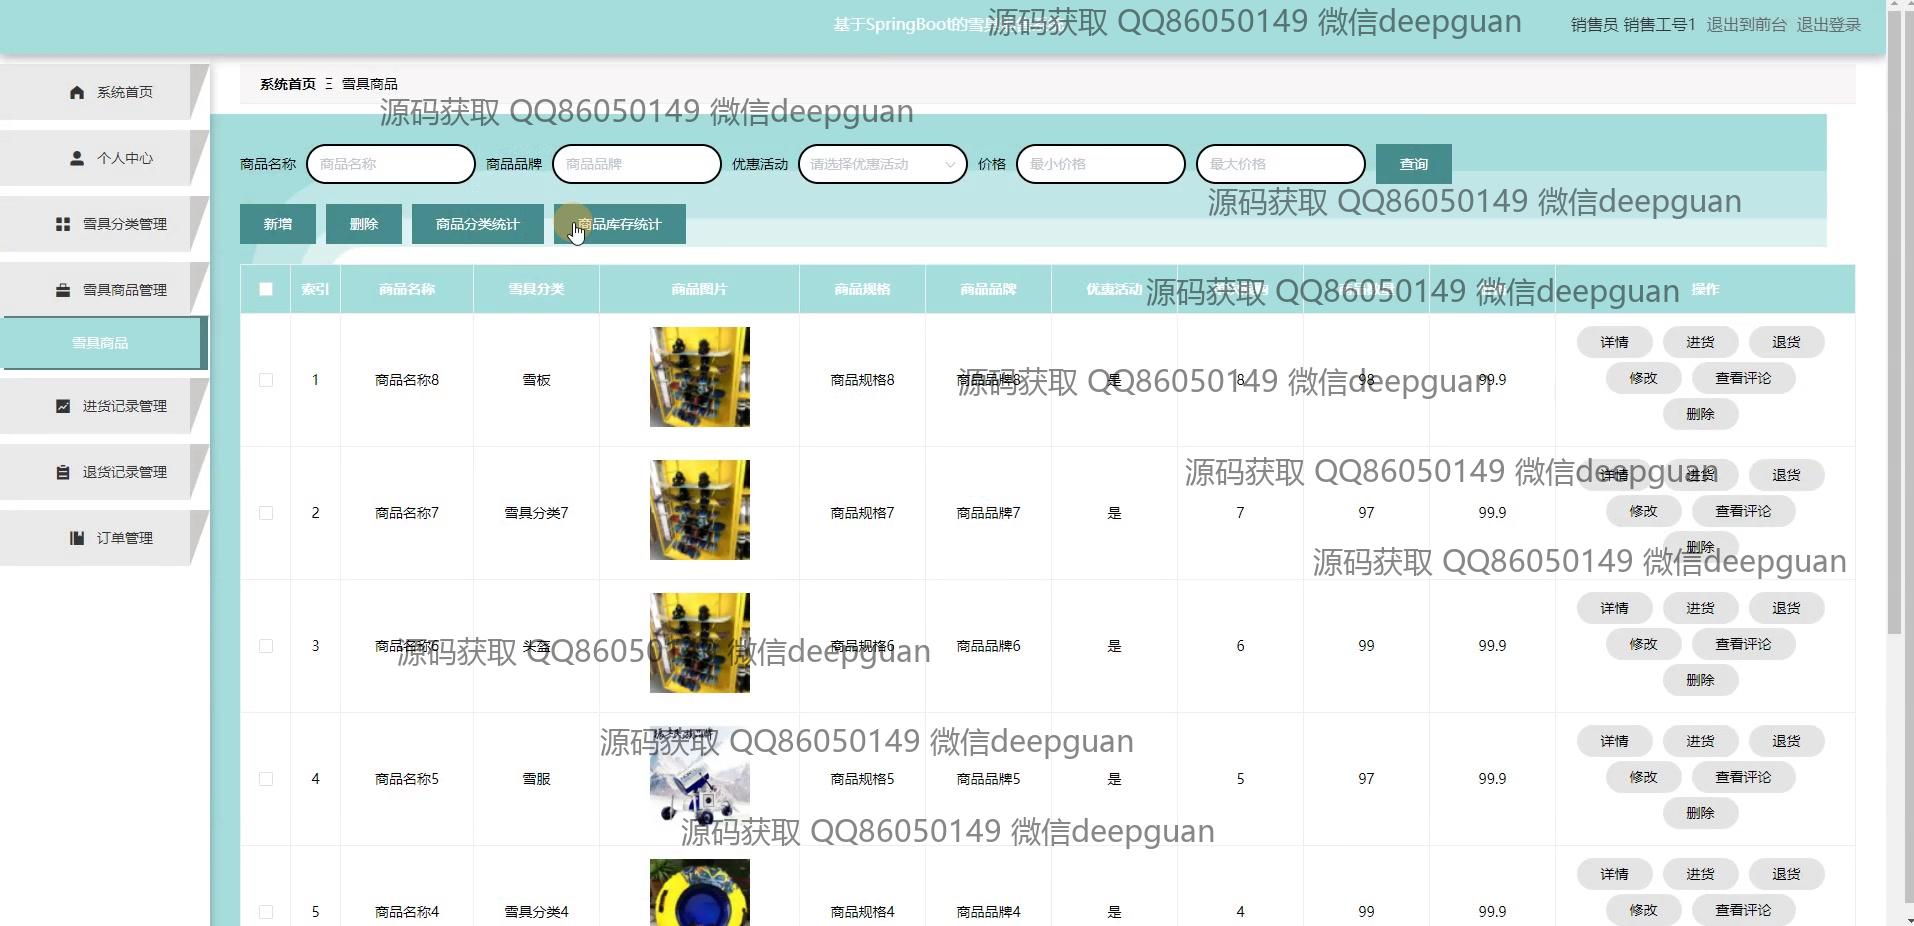 基于SpringBoot的雪
源码获取 QQ86050149 微信deepguan
销售员 销售工号1 退出到前台 退出登录
系统首页
个人中心
雪具分类管理
雪具商品管理
雪具商品
进货记录管理
退货记录管理
订单管理
系统首页 Ξ 雪具商品
源码获取 QQ86050149 微信deepguan
商品名称 商品名称 商品品牌 商品品牌 优惠活动 请选择优惠活动 价格 最小价格 最大价格 查询
源码获取 QQ86050149 微信deepguan
新增 删除 商品分类统计 商品库存统计
索引 商品名称 雪具分类 商品图片 商品规格 商品品牌 优惠活动 操作
源码获取 QQ86050149 微信deepguan
1 商品名称8 雪板 商品规格8 商品品牌8 是 8 98 99.9 详情 进货 退货 修改 查看评论 删除
源码获取 QQ86050149 微信deepguan
2 商品名称7 雪具分类7 商品规格7 商品品牌7 是 7 97 99.9 详情 进货 退货 修改 查看评论 删除
源码获取 QQ86050149 微信deepguan
源码获取 QQ86050149 微信deepguan
3 商品名称6 头盔 商品规格6 商品品牌6 是 6 99 99.9 详情 进货 退货 修改 查看评论 删除
源码获取 QQ86050149 微信deepguan
4 商品名称5 雪服 商品规格5 商品品牌5 是 5 97 99.9 详情 进货 退货 修改 查看评论 删除
源码获取 QQ86050149 微信deepguan
源码获取 QQ86050149 微信deepguan
5 商品名称4 雪具分类4 商品规格4 商品品牌4 是 4 99 99.9 详情 进货 退货 修改 查看评论